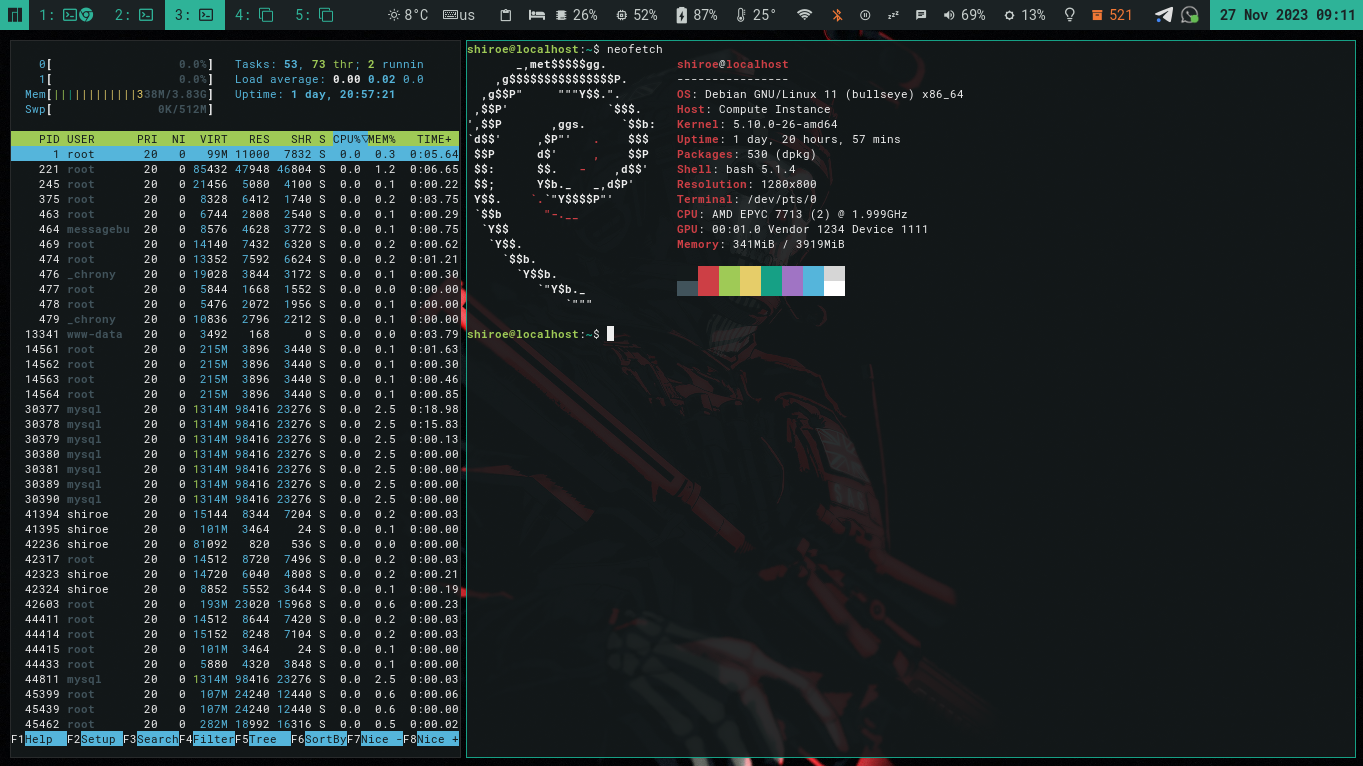 1: 2: 3: 4: 5: 8°C us 26% 52% 87% 25° 69% 13% 521 27 Nov 2023 09:11
0[ 0.0%] Tasks: 53, 73 thr; 2 runnin
1[ 0.0%] Load average: 0.00 0.02 0.0
Mem[||||||||||||338M/3.83G] Uptime: 1 day, 20:57:21
Swp[ 0K/512M]
PID USER PRI NI VIRT RES SHR S CPU%▽MEM% TIME+
1 root 20 0 99M 11000 7832 S 0.0 0.3 0:05.64
221 root 20 0 85432 47948 46804 S 0.0 1.2 0:06.65
245 root 20 0 21456 5080 4100 S 0.0 0.1 0:00.22
375 root 20 0 8328 6412 1740 S 0.0 0.2 0:03.75
463 root 20 0 6744 2808 2540 S 0.0 0.1 0:00.29
464 messagebu 20 0 8576 4628 3772 S 0.0 0.1 0:00.75
469 root 20 0 14140 7432 6320 S 0.0 0.2 0:00.62
474 root 20 0 13352 7592 6624 S 0.0 0.2 0:01.21
476 _chrony 20 0 19028 3844 3172 S 0.0 0.1 0:00.30
477 root 20 0 5844 1668 1552 S 0.0 0.0 0:00.00
478 root 20 0 5476 2072 1956 S 0.0 0.1 0:00.00
479 _chrony 20 0 10836 2796 2212 S 0.0 0.1 0:00.00
13341 www-data 20 0 3492 168 0 S 0.0 0.0 0:03.79
14561 root 20 0 215M 3896 3440 S 0.0 0.1 0:01.63
14562 root 20 0 215M 3896 3440 S 0.0 0.1 0:00.30
14563 root 20 0 215M 3896 3440 S 0.0 0.1 0:00.46
14564 root 20 0 215M 3896 3440 S 0.0 0.1 0:00.85
30377 mysql 20 0 1314M 98416 23276 S 0.0 2.5 0:18.98
30378 mysql 20 0 1314M 98416 23276 S 0.0 2.5 0:15.83
30379 mysql 20 0 1314M 98416 23276 S 0.0 2.5 0:00.13
30380 mysql 20 0 1314M 98416 23276 S 0.0 2.5 0:00.00
30381 mysql 20 0 1314M 98416 23276 S 0.0 2.5 0:00.00
30389 mysql 20 0 1314M 98416 23276 S 0.0 2.5 0:00.00
30390 mysql 20 0 1314M 98416 23276 S 0.0 2.5 0:00.00
41394 shiroe 20 0 15144 8344 7204 S 0.0 0.2 0:00.03
41395 shiroe 20 0 101M 3464 24 S 0.0 0.1 0:00.00
42236 shiroe 20 0 81092 820 536 S 0.0 0.0 0:00.00
42317 root 20 0 14512 8720 7496 S 0.0 0.2 0:00.03
42323 shiroe 20 0 14720 6040 4808 S 0.0 0.2 0:00.21
42324 shiroe 20 0 8852 5552 3644 S 0.0 0.1 0:00.19
42603 root 20 0 193M 23020 15968 S 0.0 0.6 0:00.23
44411 root 20 0 14512 8644 7420 S 0.0 0.2 0:00.03
44414 root 20 0 15152 8248 7104 S 0.0 0.2 0:00.03
44415 root 20 0 101M 3464 24 S 0.0 0.1 0:00.00
44433 root 20 0 5880 4320 3848 S 0.0 0.1 0:00.00
44811 mysql 20 0 1314M 98416 23276 S 0.0 2.5 0:00.03
45399 root 20 0 107M 24240 12440 S 0.0 0.6 0:00.06
45439 root 20 0 107M 24240 12440 S 0.0 0.6 0:00.00
45462 root 20 0 282M 18992 16316 S 0.0 0.5 0:00.02
F1Help F2Setup F3SearchF4FilterF5Tree F6SortByF7Nice -F8Nice +
shiroe@localhost:~$ neofetch
_,met$$$$$gg.
,g$$$$$$$$$$$$$$$P.
,g$$P" """Y$$.".
,$$P' `$$$.
',$$P ,ggs. `$$b:
`d$$' ,$P"' . $$$
$$P d$' , $$P
$$: $$. - ,d$$'
$$; Y$b._ _,d$P'
Y$$. `.`"Y$$$$P"'
`$$b "-.__
`Y$$
`Y$$.
`$$b.
`Y$$b.
`"Y$b._
`"""
shiroe@localhost
----------------
OS: Debian GNU/Linux 11 (bullseye) x86_64
Host: Compute Instance
Kernel: 5.10.0-26-amd64
Uptime: 1 day, 20 hours, 57 mins
Packages: 530 (dpkg)
Shell: bash 5.1.4
Resolution: 1280x800
Terminal: /dev/pts/0
CPU: AMD EPYC 7713 (2) @ 1.999GHz
GPU: 00:01.0 Vendor 1234 Device 1111
Memory: 341MiB / 3919MiB
shiroe@localhost:~$